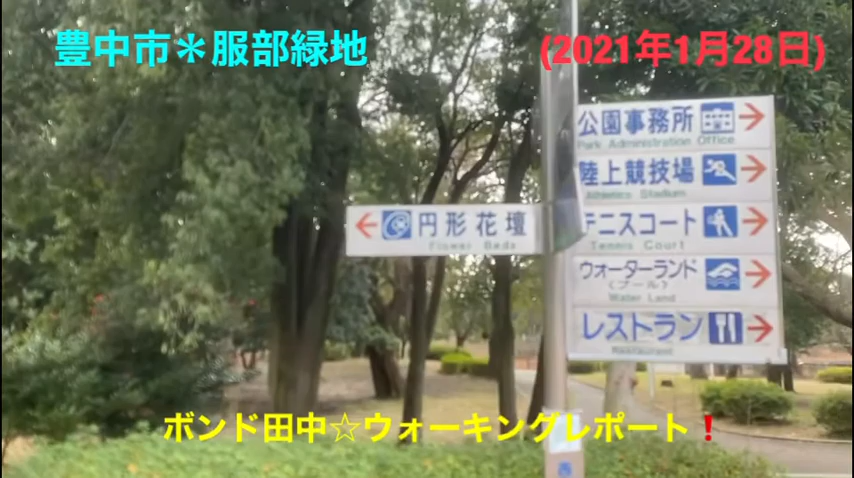 豊中市＊服部緑地
(2021年1月28日)
公園事務所
Park Administration Office
陸上競技場
Athletics Stadium
円形花壇
Flower Beds
テニスコート
Tennis Court
ウォーターランド
(プール)
Water Land
レストラン
Restaurant
ボンド田中☆ウォーキングレポート❗